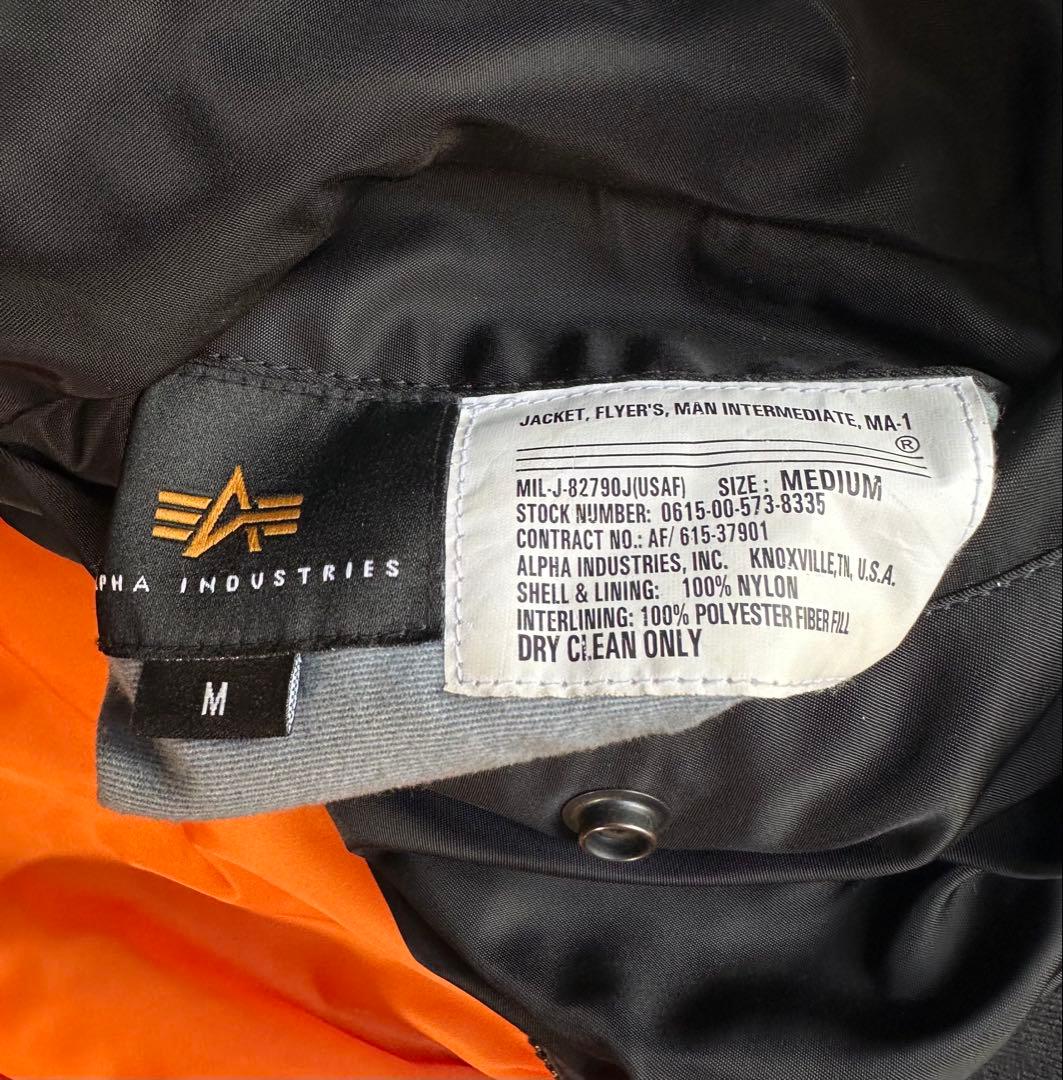 PHA INDUSTRIES
M
JACKET, FLYER'S, MAN INTERMEDIATE, MA-1
®
MIL-J-82790J(USAF) SIZE: MEDIUM
STOCK NUMBER: 0615-00-573-8335
CONTRACT NO.: AF/ 615-37901
ALPHA INDUSTRIES, INC. KNOXVILLE,TN, U.S.A.
SHELL & LINING: 100% NYLON
INTERLINING: 100% POLYESTER FIBER FILL
DRY CLEAN ONLY